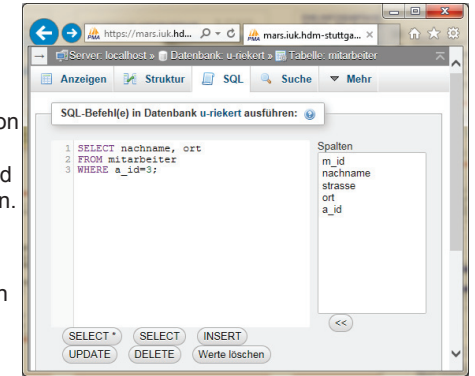 https://mars.iuk.hd... mars.iuk.hdm-stuttga...
Server: localhost » Datenbank: u-riekert » Tabelle: mitarbeiter
Anzeigen Struktur SQL Suche Mehr
SQL-Befehl(e) in Datenbank u-riekert ausführen:
on
d
n.
n
1 SELECT nachname, ort
2 FROM mitarbeiter
3 WHERE a_id=3;
Spalten
m_id
nachname
strasse
ort
a_id
<<
SELECT * SELECT INSERT
UPDATE DELETE Werte löschen